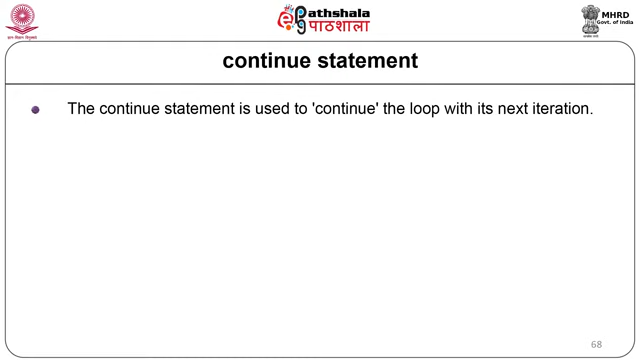 Pathshala
पाठशाला
MHRD
Govt. of India
continue statement
The continue statement is used to 'continue' the loop with its next iteration.
68